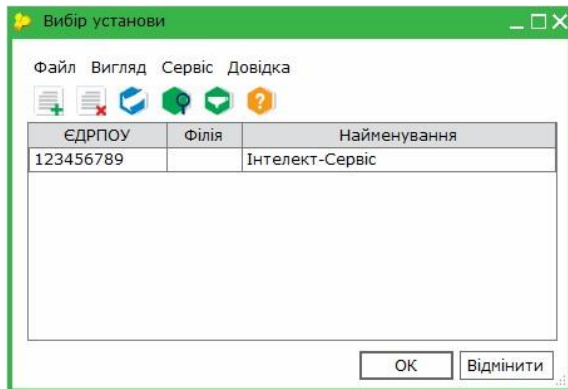 Вибір установи
Файл Вигляд Сервіс Довідка
ЄДРПОУ Філія Найменування
123456789 Інтелект-Сервіс
OK Відмінити